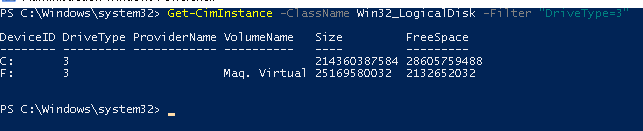 PS C:\Windows\system32> Get-CimInstance -ClassName Win32_LogicalDisk -Filter "DriveType=3"
DeviceID DriveType ProviderName VolumeName Size FreeSpace
-------- --------- ------------ ---------- ---- ---------
C: 3 214360387584 28605759488
F: 3 Maq. Virtual 25169580032 2132652032
PS C:\Windows\system32>